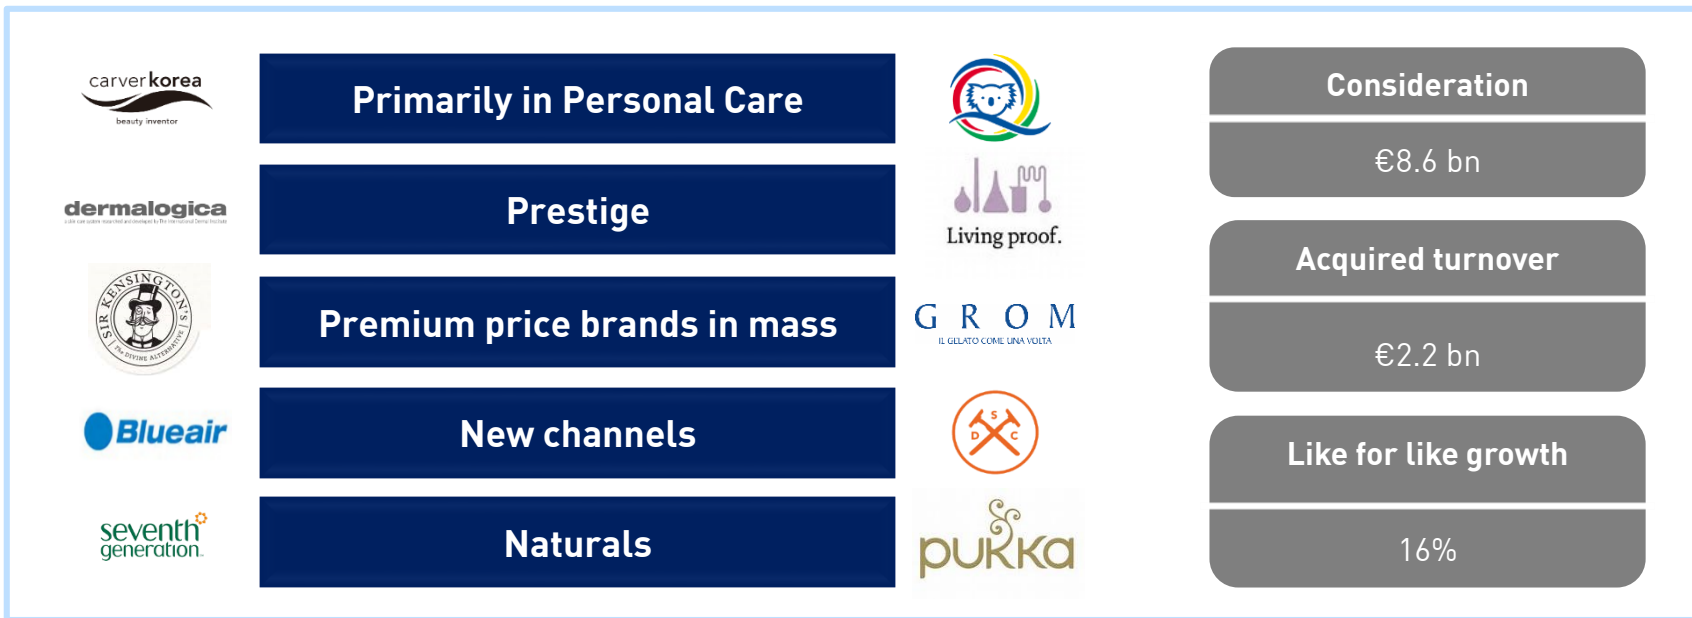 carver korea
beauty inventor
Primarily in Personal Care
Consideration
€8.6 bn
dermalogica
Prestige
Living proof.
Acquired turnover
€2.2 bn
SIR KENSINGTON'S
The DIVINE ALTERNATIVE
Premium price brands in mass
G R O M
IL GELATO COME UNA VOLTA
Blueair
New channels
D S C
Like for like growth
16%
seventh
generation
Naturals
pukka